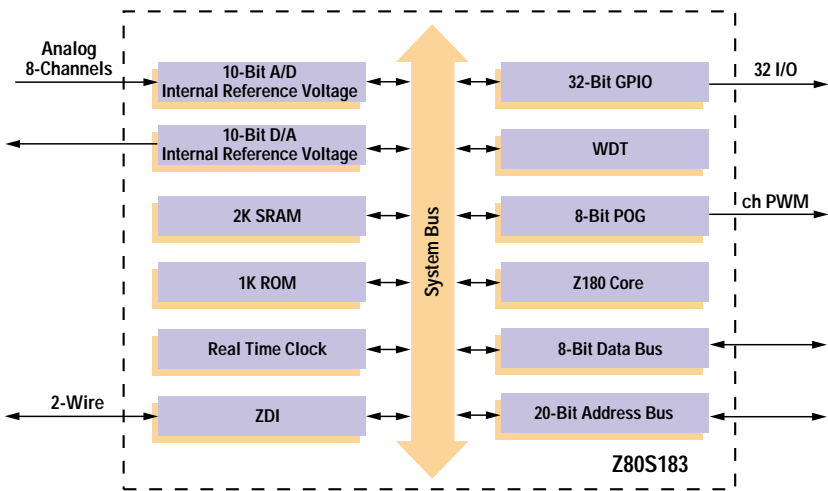 Analog
8-Channels
10-Bit A/D
Internal Reference Voltage
10-Bit D/A
Internal Reference Voltage
2K SRAM
1K ROM
Real Time Clock
2-Wire
ZDI
System Bus
32-Bit GPIO
32 I/O
WDT
8-Bit POG
ch PWM
Z180 Core
8-Bit Data Bus
20-Bit Address Bus
Z80S183